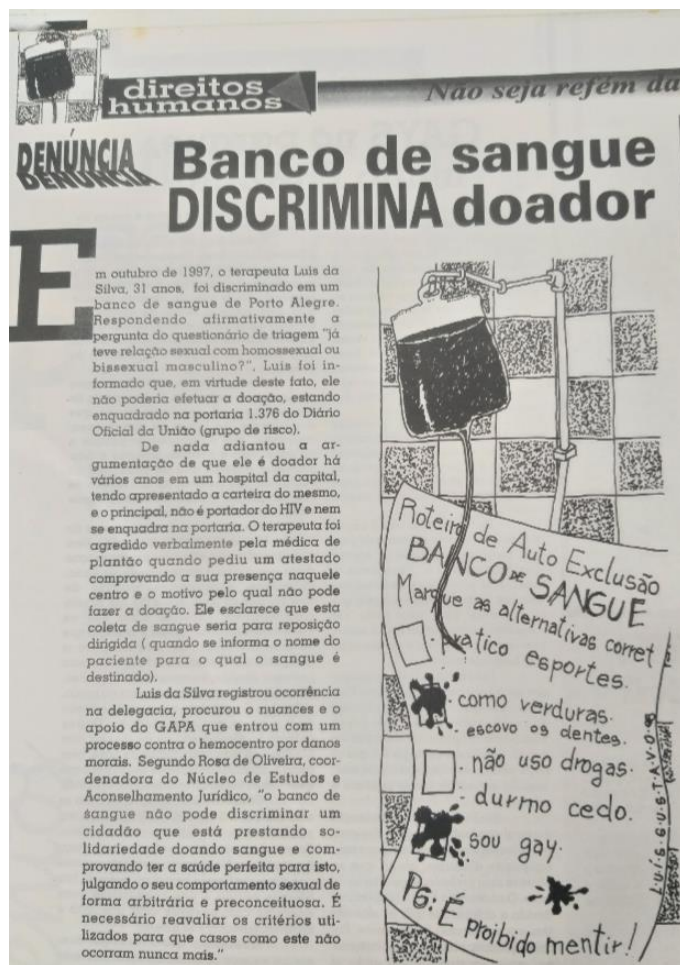 direitos
humanos
Não seja refém da
DENÚNCIA
Banco de sangue
DISCRIMINA doador
Em outubro de 1997, o terapeuta Luis da
Silva, 31 anos, foi discriminado em um
banco de sangue de Porto Alegre.
Respondendo afirmativamente a
pergunta do questionário de triagem "já
teve relação sexual com homossexual ou
bissexual masculino?", Luis foi in-
formado que, em virtude deste fato, ele
não poderia efetuar a doação, estando
enquadrado na portaria 1.376 do Diário
Oficial da União (grupo de risco).
De nada adiantou a ar-
gumentação de que ele é doador há
vários anos em um hospital da capital,
tendo apresentado a carteira do mesmo,
e o principal, não é portador do HIV e nem
se enquadra na portaria. O terapeuta foi
agredido verbalmente pela médica de
plantão quando pediu um atestado
comprovando a sua presença naquele
centro e o motivo pelo qual não pode
fazer a doação. Ele esclarece que esta
coleta de sangue seria para reposição
dirigida ( quando se informa o nome do
paciente para o qual o sangue é
destinado).
Luis da Silva registrou ocorrência
na delegacia, procurou o nuances e o
apoio do GAPA que entrou com um
processo contra o hemocentro por danos
morais. Segundo Rosa de Oliveira, coor-
denadora do Núcleo de Estudos e
Aconselhamento Jurídico, "o banco de
sangue não pode discriminar um
cidadão que está prestando so-
lidariedade doando sangue e com-
provando ter a saúde perfeita para isto,
julgando o seu comportamento sexual de
forma arbitrária e preconceituosa. É
necessário reavaliar os critérios uti-
lizados para que casos como este não
ocorram nunca mais."
Roteiro de Auto Exclusão
BANCO DE SANGUE
Marque as alternativas corret
pratico esportes.
como verduras.
escovo os dentes.
não uso drogas.
durmo cedo.
sou gay.
PS: É proibido mentir!
LUÍS.GUSTAVO.98